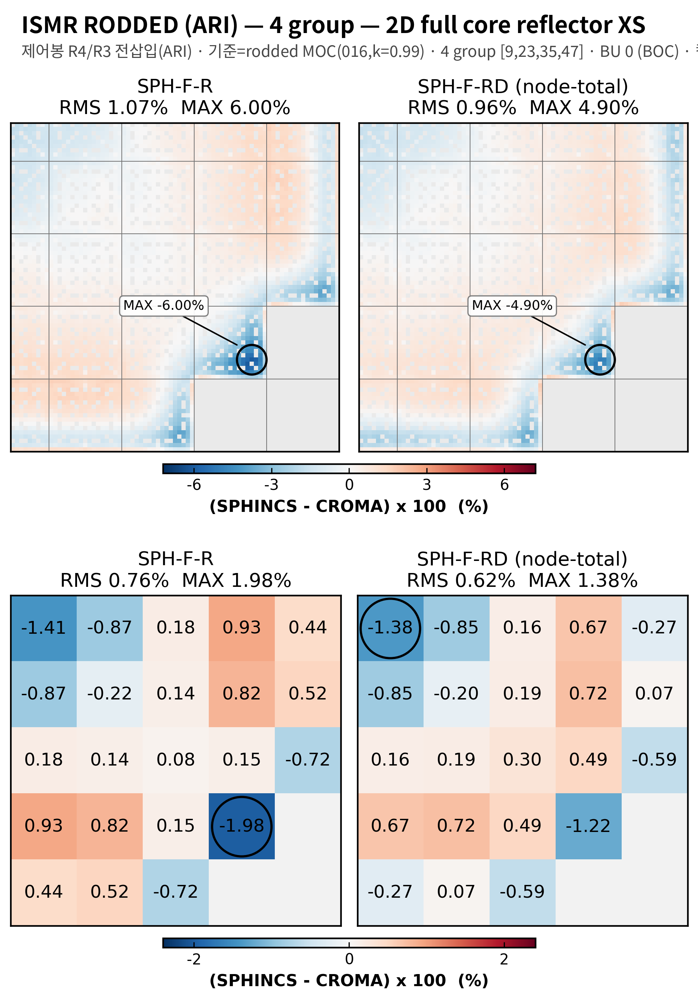 ISMR RODDED (ARI) — 4 group — 2D full core reflector XS
제어봉 R4/R3 전삽입(ARI) · 기준=rodded MOC(016,k=0.99) · 4 group [9,23,35,47] · BU 0 (BOC) ·
SPH-F-R
RMS 1.07% MAX 6.00%
SPH-F-RD (node-total)
RMS 0.96% MAX 4.90%
MAX -6.00%
MAX -4.90%
-6 -3 0 3 6
(SPHINCS - CROMA) x 100 (%)
SPH-F-R
RMS 0.76% MAX 1.98%
-1.41 -0.87 0.18 0.93 0.44
-0.87 -0.22 0.14 0.82 0.52
0.18 0.14 0.08 0.15 -0.72
0.93 0.82 0.15 -1.98
0.44 0.52 -0.72
SPH-F-RD (node-total)
RMS 0.62% MAX 1.38%
-1.38 -0.85 0.16 0.67 -0.27
-0.85 -0.20 0.19 0.72 0.07
0.16 0.19 0.30 0.49 -0.59
0.67 0.72 0.49 -1.22
-0.27 0.07 -0.59
-2 0 2
(SPHINCS - CROMA) x 100 (%)